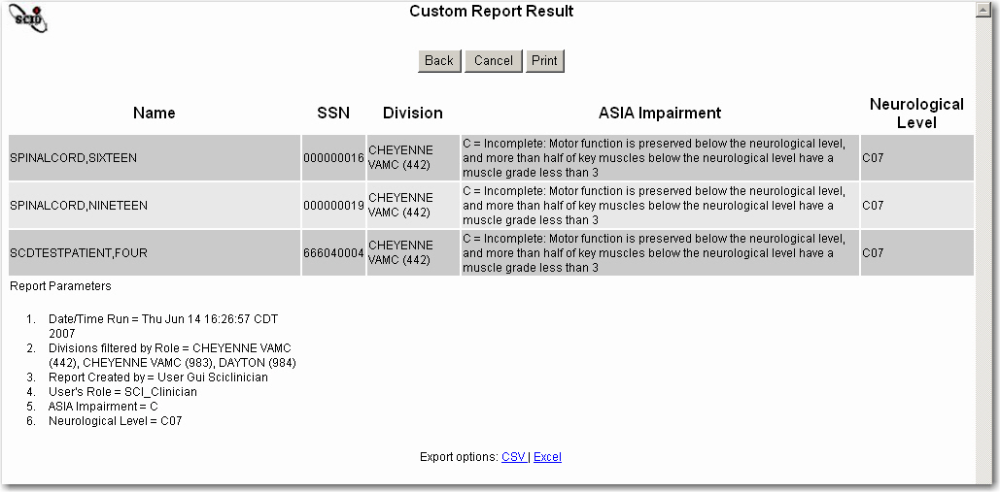 SCID
Custom Report Result
Back Cancel Print
Name SSN Division ASIA Impairment Neurological Level
SPINALCORD,SIXTEEN 000000016 CHEYENNE VAMC (442) C = Incomplete: Motor function is preserved below the neurological level,
and more than half of key muscles below the neurological level have a
muscle grade less than 3 C07
SPINALCORD,NINETEEN 000000019 CHEYENNE VAMC (442) C = Incomplete: Motor function is preserved below the neurological level,
and more than half of key muscles below the neurological level have a
muscle grade less than 3 C07
SCDTESTPATIENT,FOUR 666040004 CHEYENNE VAMC (442) C = Incomplete: Motor function is preserved below the neurological level,
and more than half of key muscles below the neurological level have a
muscle grade less than 3 C07
Report Parameters
1. Date/Time Run = Thu Jun 14 16:26:57 CDT
2007
2. Divisions filtered by Role = CHEYENNE VAMC
(442), CHEYENNE VAMC (983), DAYTON (984)
3. Report Created by = User Gui Sciclinician
4. User's Role = SCI_Clinician
5. ASIA Impairment = C
6. Neurological Level = C07
Export options: CSV | Excel